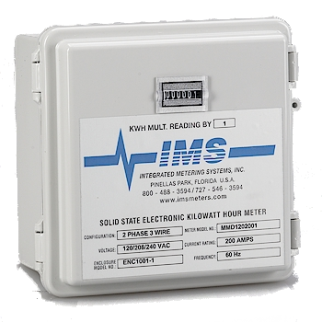 000001
KWH MULT. READING BY 1
IMS
INTEGRATED METERING SYSTEMS, INC.
PINELLAS PARK, FLORIDA U.S.A.
800 - 488 - 3594 / 727 - 546 - 3594
www.imsmeters.com
SOLID STATE ELECTRONIC KILOWATT HOUR METER
CONFIGURATION: 2 PHASE 3 WIRE METER MODEL NO. MMD1202001
VOLTAGE: 120/208/240 VAC CURRENT RATING: 200 AMPS
ENCLOSURE MODEL NO. ENC1001-1 FREQUENCY: 60 Hz